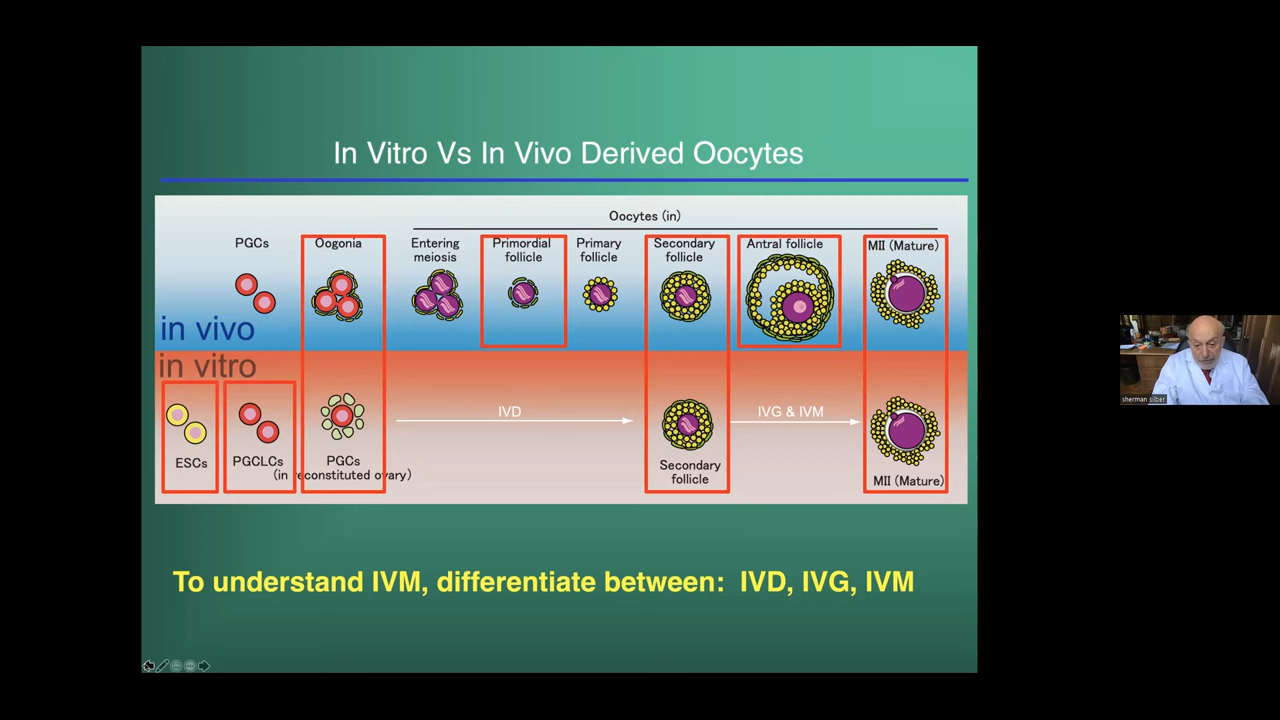 In Vitro Vs In Vivo Derived Oocytes
Oocytes (in)
PGCs
Oogonia
Entering
meiosis
Primordial
follicle
Primary
follicle
Secondary
follicle
Antral follicle
MII (Mature)
in vivo
in vitro
IVD
IVG & IVM
ESCs
PGCLCs
PGCs
(in reconstituted ovary)
Secondary
follicle
MII (Mature)
To understand IVM, differentiate between: IVD, IVG, IVM
sherman silber